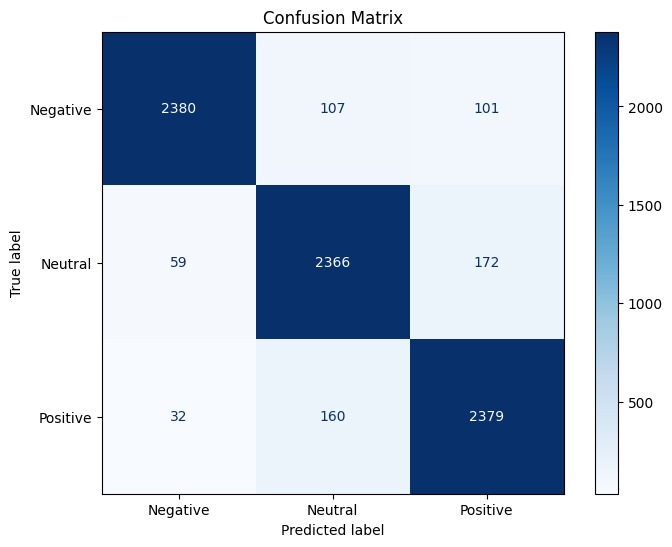 Confusion Matrix
Negative 2380 107 101
Neutral 59 2366 172
Positive 32 160 2379
Negative Neutral Positive
Predicted label
True label
2000
1500
1000
500